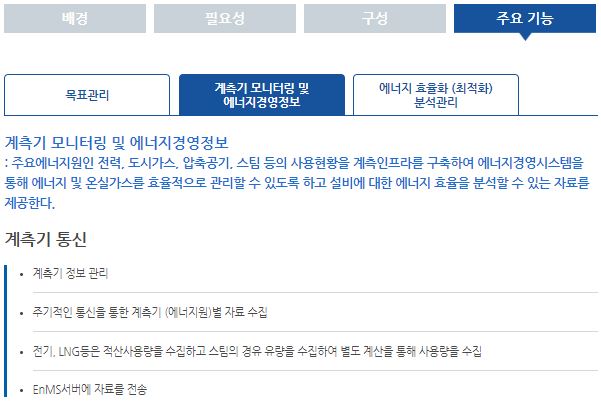 배경
필요성
구성
주요 기능
목표관리
계측기 모니터링 및
에너지경영정보
에너지 효율화 (최적화)
분석관리
계측기 모니터링 및 에너지경영정보
: 주요에너지원인 전력, 도시가스, 압축공기, 스팀 등의 사용현황을 계측인프라를 구축하여 에너지경영시스템을
통해 에너지 및 온실가스를 효율적으로 관리할 수 있도록 하고 설비에 대한 에너지 효율을 분석할 수 있는 자료를
제공한다.
계측기 통신
• 계측기 정보 관리
• 주기적인 통신을 통한 계측기 (에너지원)별 자료 수집
• 전기, LNG등은 적산사용량을 수집하고 스팀의 경유 유량을 수집하여 별도 계산을 통해 사용량을 수집
• EnMS서버에 자료를 전송